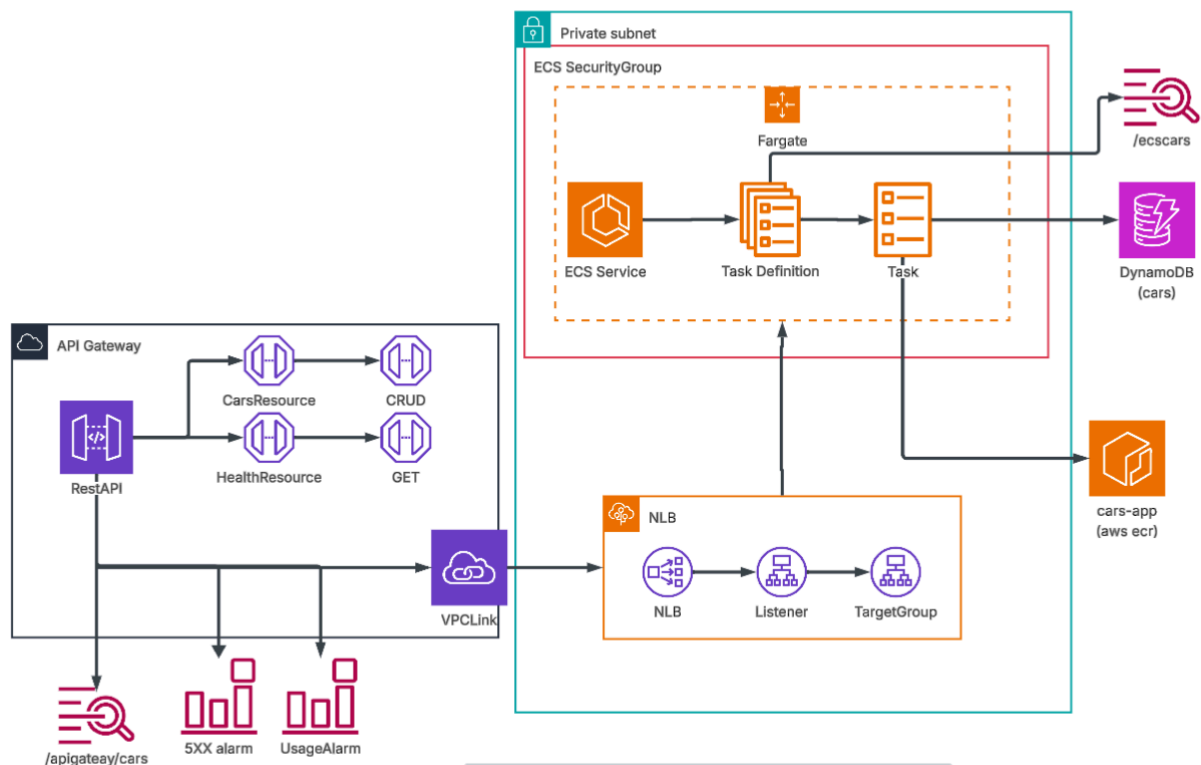 Private subnet
ECS SecurityGroup
Fargate
/ecscars
ECS Service
Task Definition
Task
DynamoDB
(cars)
API Gateway
CarsResource
CRUD
RestAPI
HealthResource
GET
cars-app
(aws ecr)
NLB
NLB
Listener
TargetGroup
VPCLink
/apigateay/cars
5XX alarm
UsageAlarm